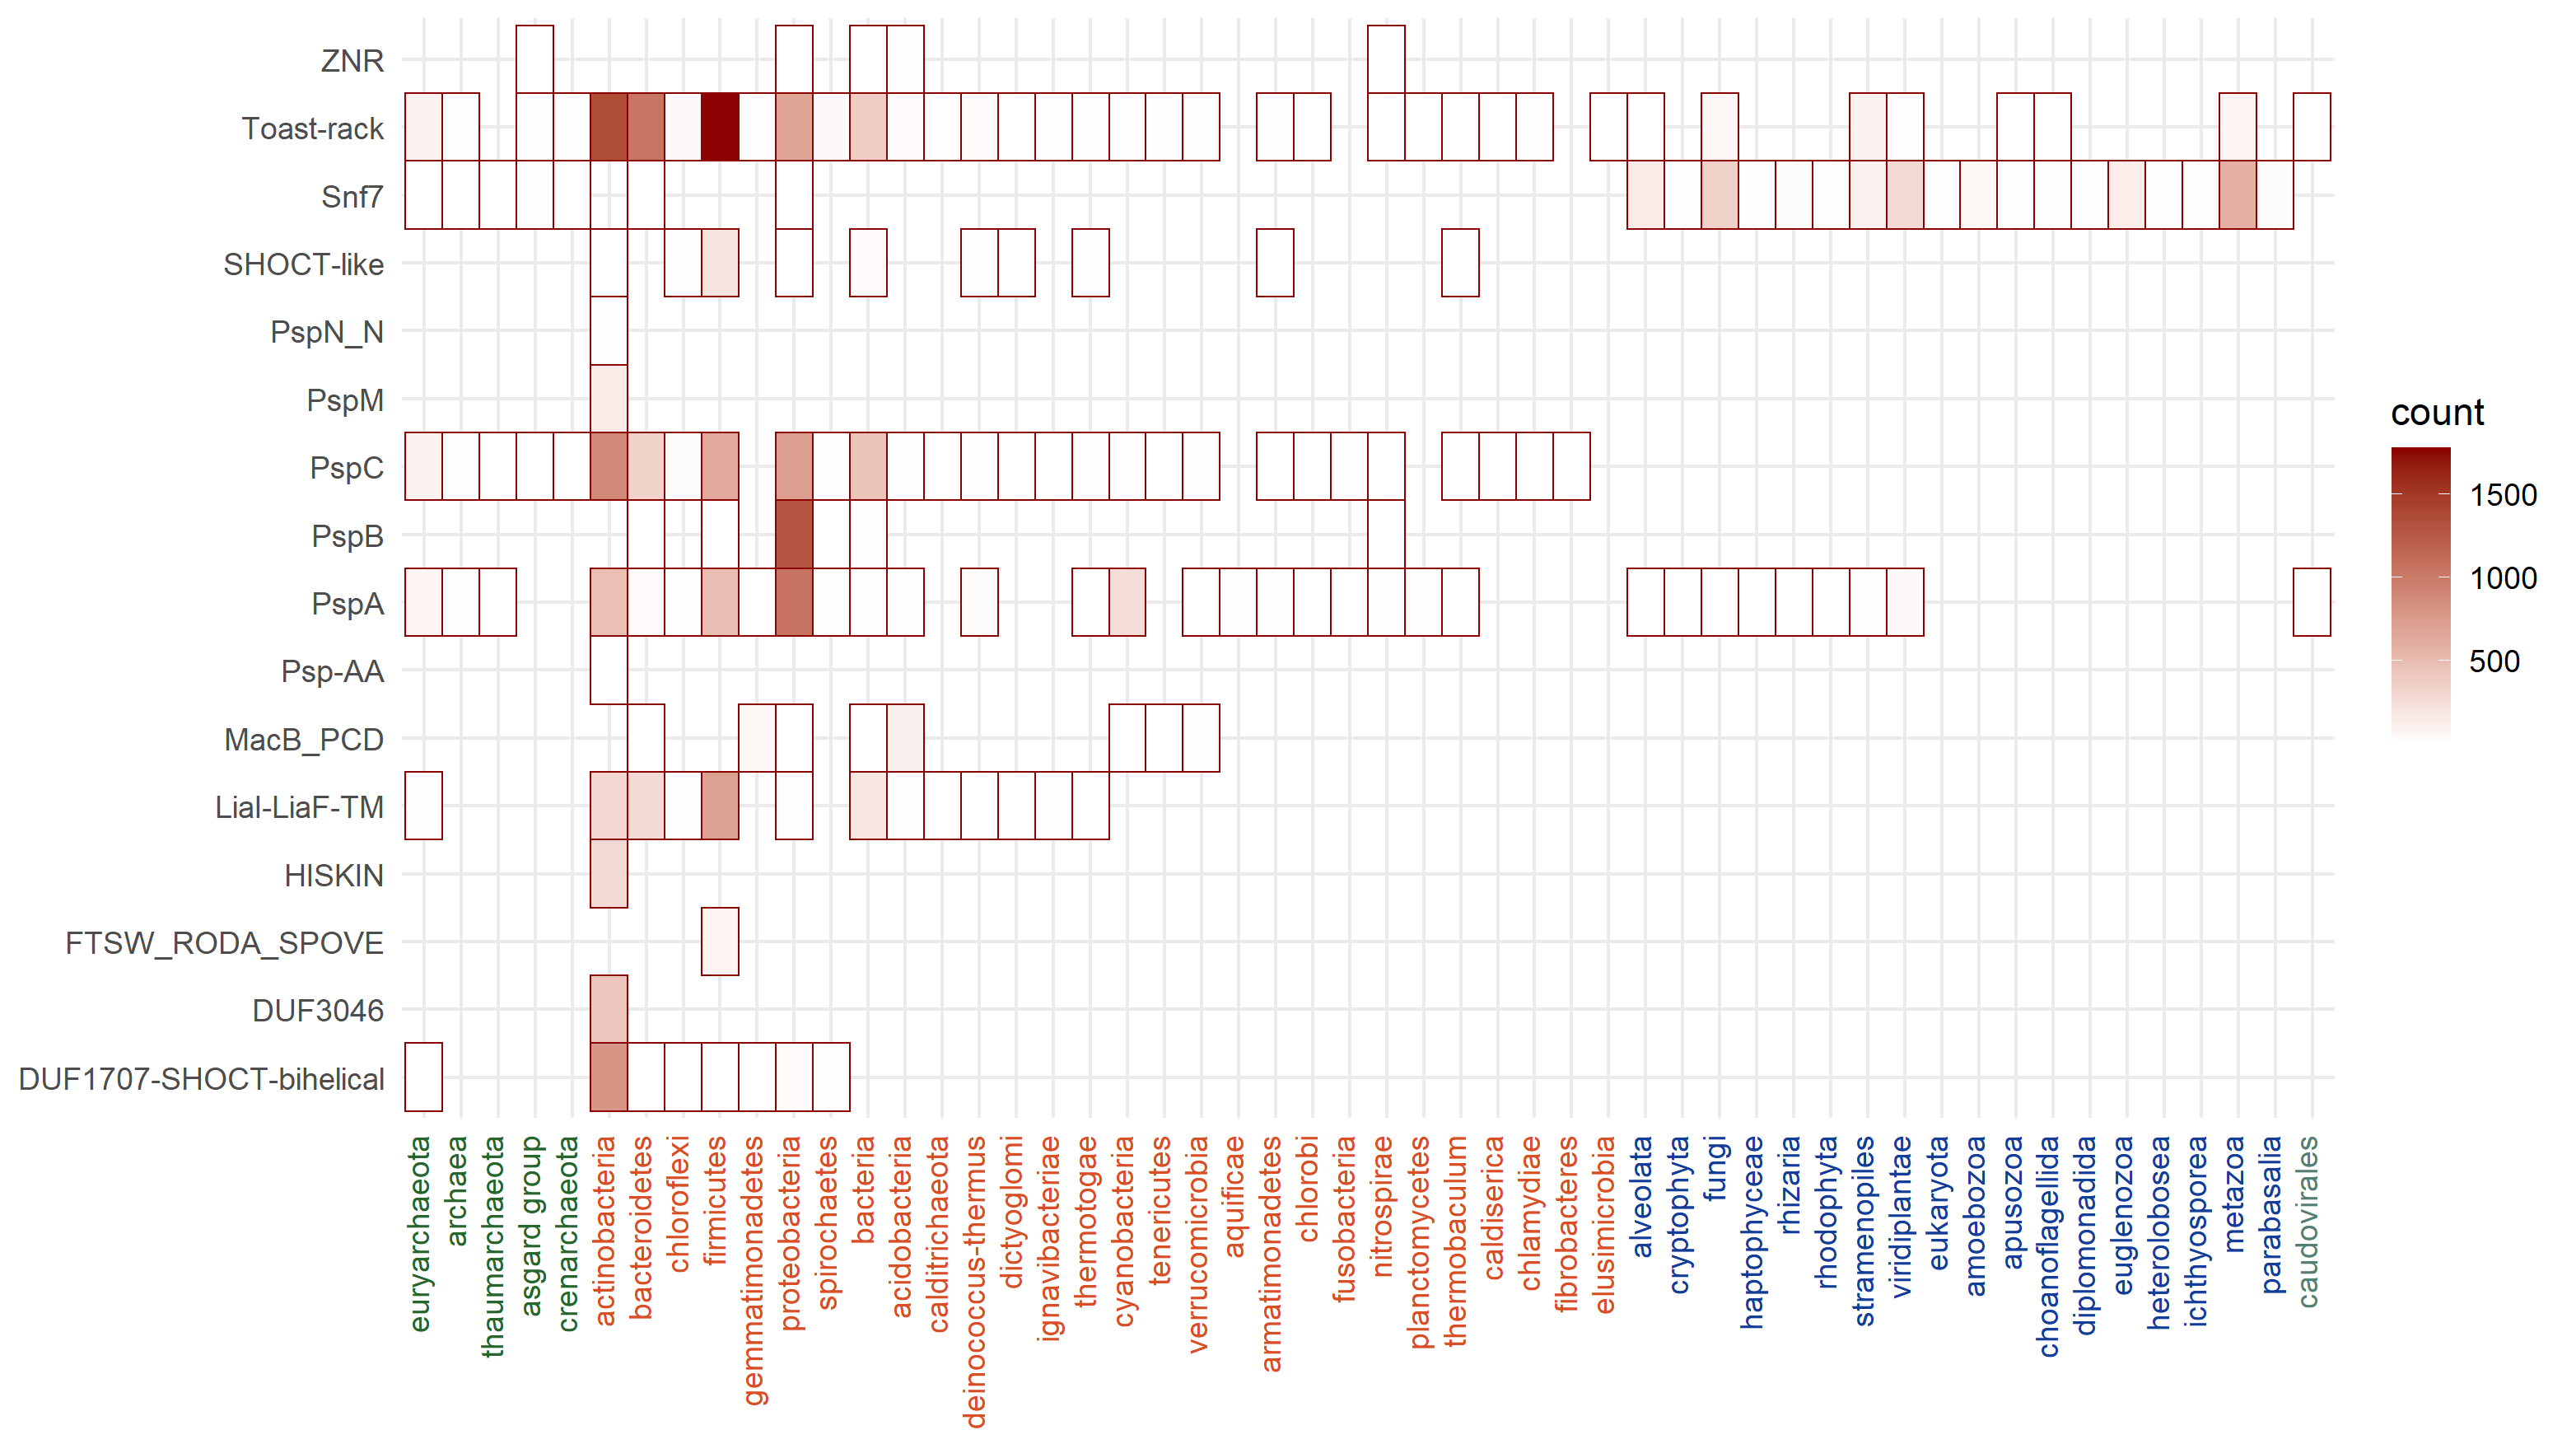 ZNR
Toast-rack
Snf7
SHOCT-like
PspN_N
PspM
PspC
PspB
PspA
Psp-AA
MacB_PCD
LiaI-LiaF-TM
HISKIN
FTSW_RODA_SPOVE
DUF3046
DUF1707-SHOCT-bihelical
euryarchaeota
archaea
thaumarchaeota
asgard group
crenarchaeota
actinobacteria
bacteroidetes
chloroflexi
firmicutes
gemmatimonadetes
proteobacteria
spirochaetes
bacteria
acidobacteria
calditrichaeota
deinococcus-thermus
dictyoglomi
ignavibacteriae
thermotogae
cyanobacteria
tenericutes
verrucomicrobia
aquificae
armatimonadetes
chlorobi
fusobacteria
nitrospirae
planctomycetes
thermobaculum
caldiserica
chlamydiae
fibrobacteres
elusimicrobia
alveolata
cryptophyta
fungi
haptophyceae
rhizaria
rhodophyta
stramenopiles
viridiplantae
eukaryota
amoebozoa
apusozoa
choanoflagellida
diplomonadida
euglenozoa
heterolobosea
ichthyosporea
metazoa
parabasalia
caudovirales
count
1500
1000
500